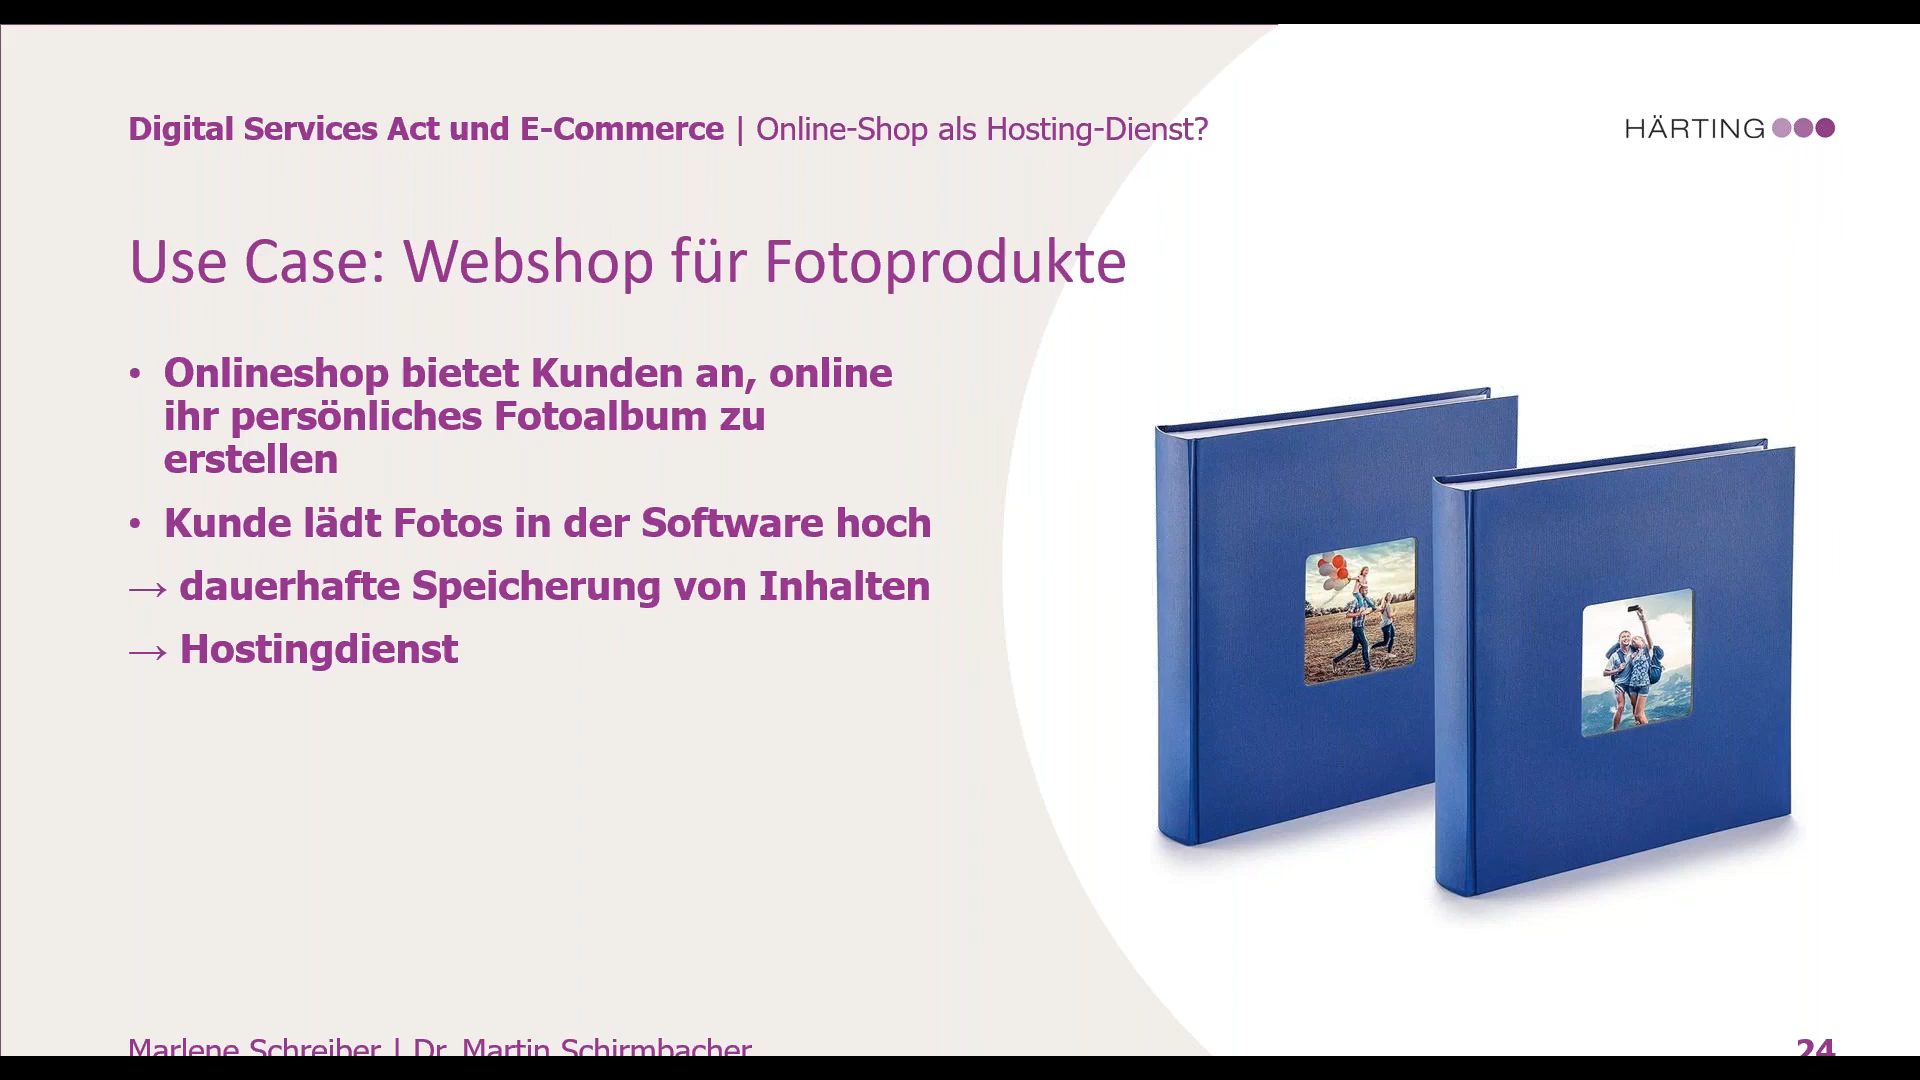 Digital Services Act und E-Commerce | Online-Shop als Hosting-Dienst?
HÄRTING
Use Case: Webshop für Fotoprodukte
• Onlineshop bietet Kunden an, online
ihr persönliches Fotoalbum zu
erstellen
• Kunde lädt Fotos in der Software hoch
→ dauerhafte Speicherung von Inhalten
→ Hostingdienst
Marlene Schreiber | Dr. Martin Schirmbacher
24